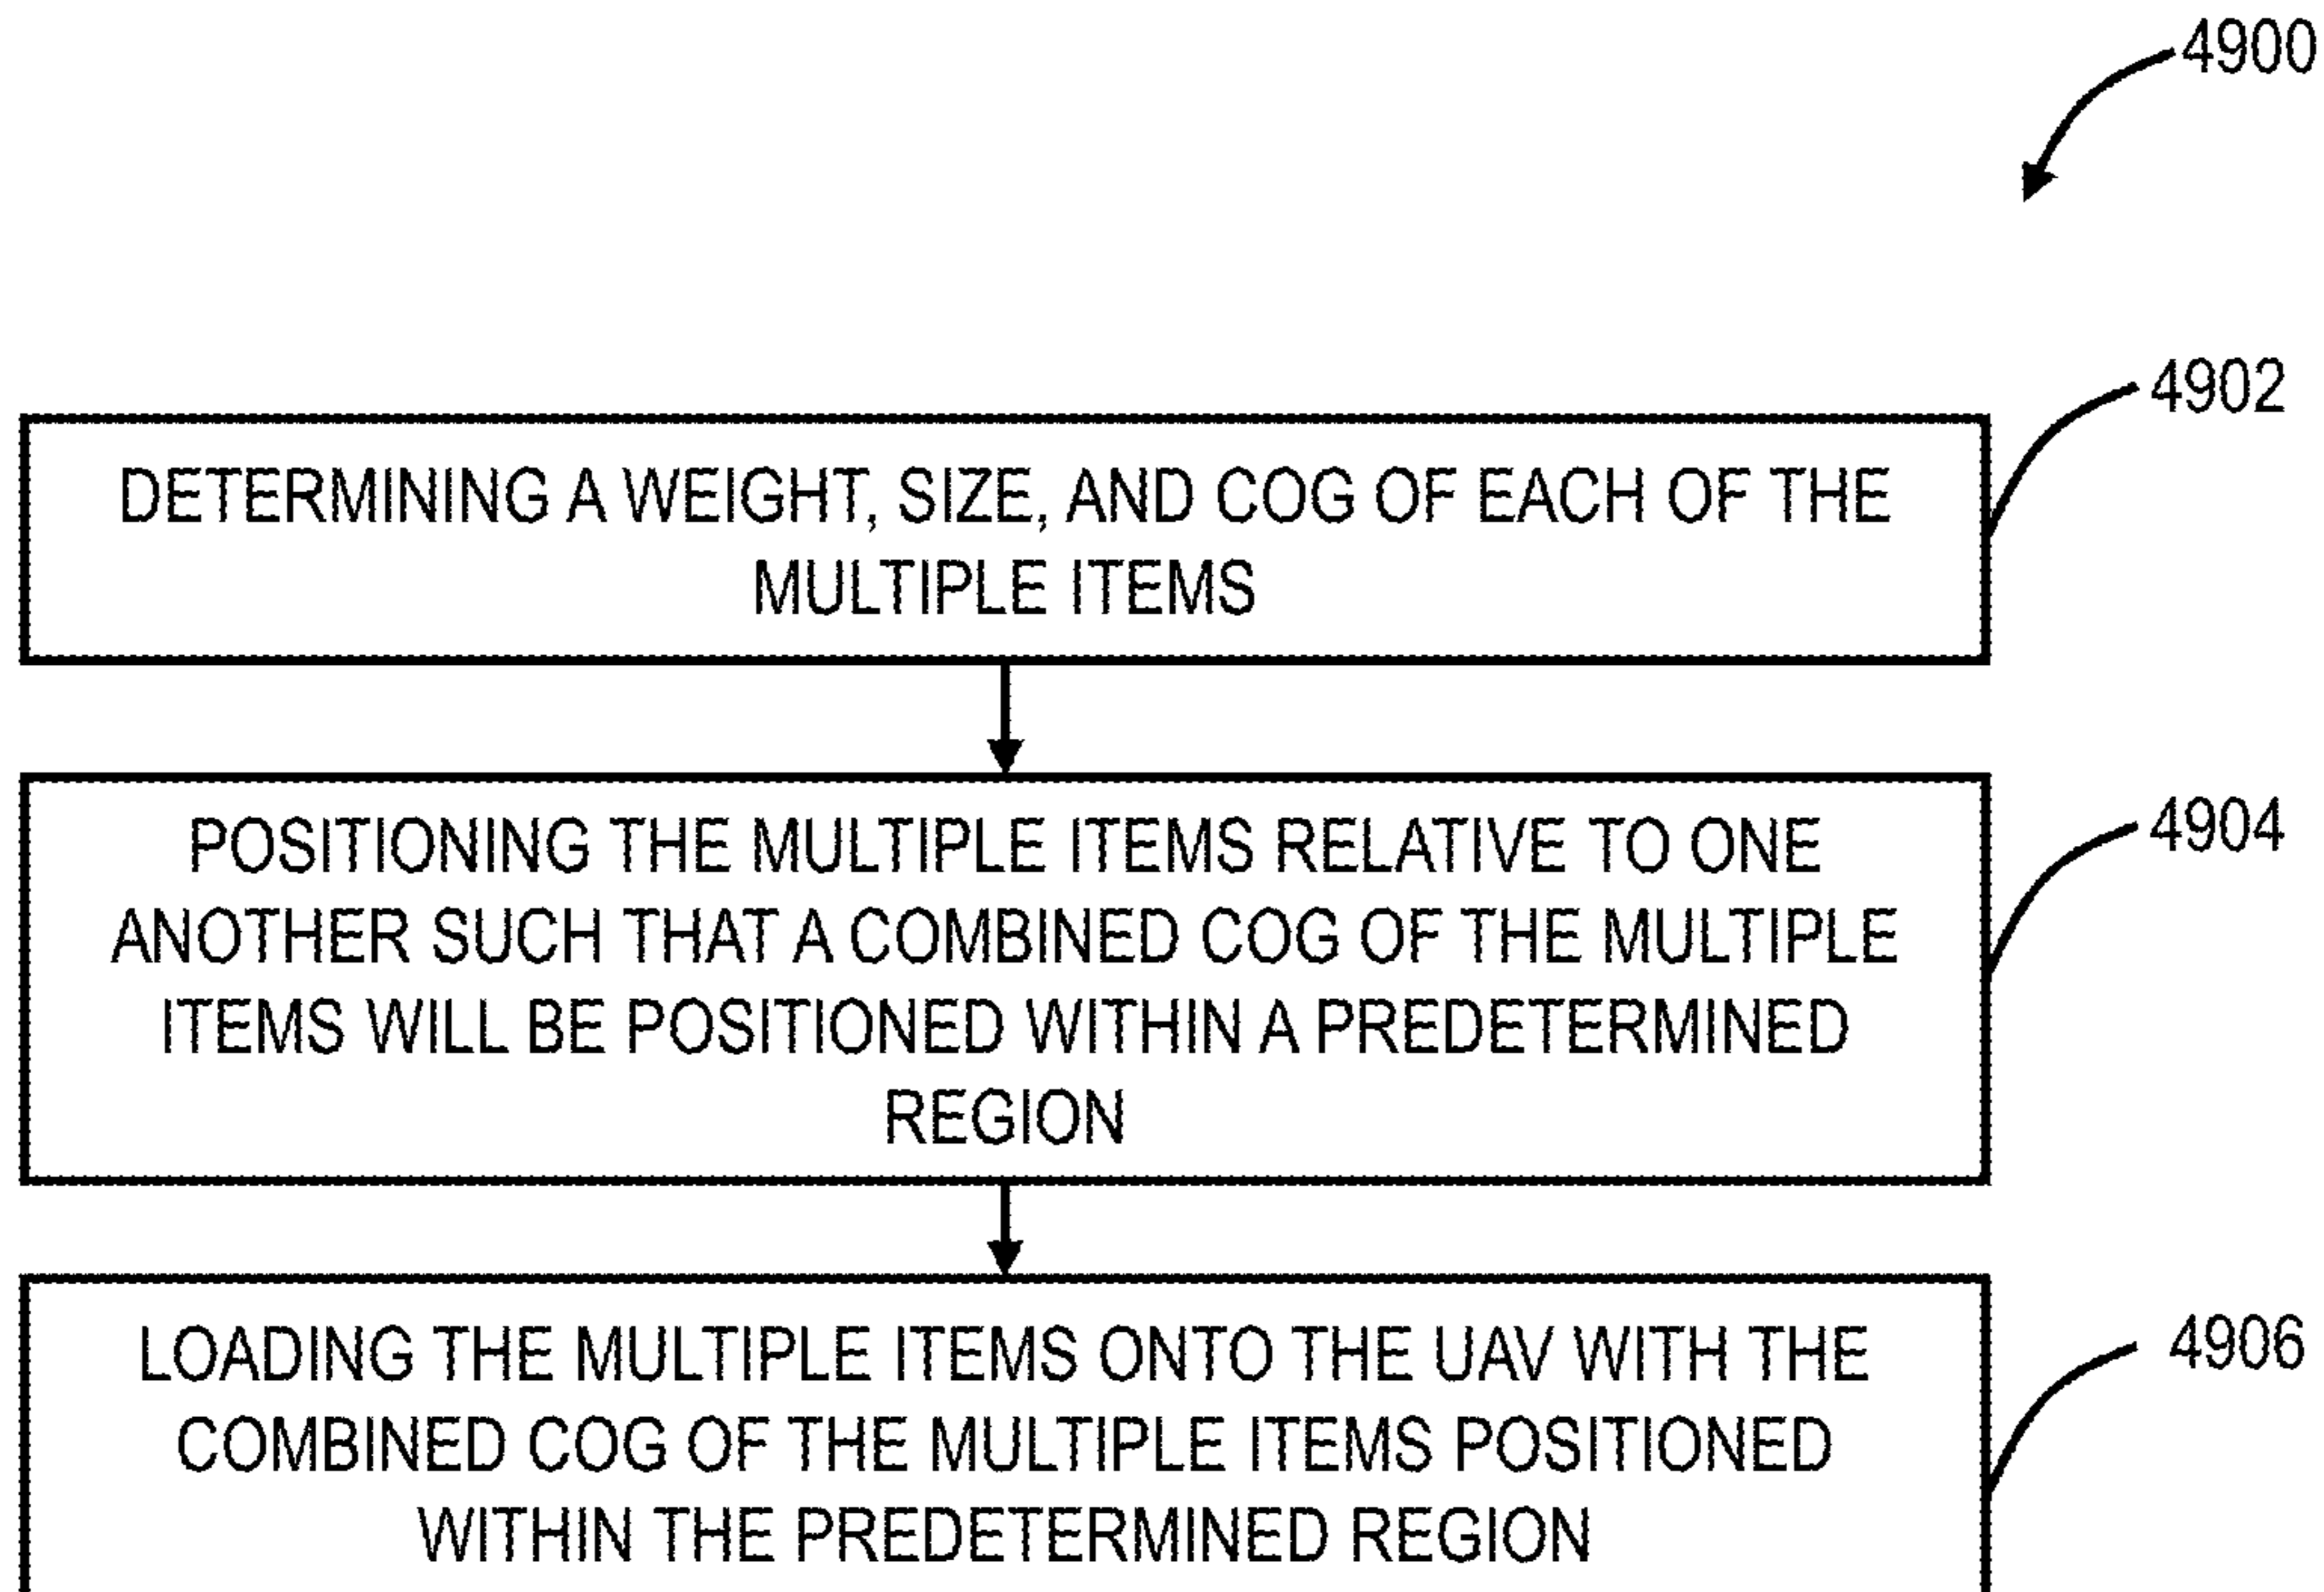 4900
4902
DETERMINING A WEIGHT, SIZE, AND COG OF EACH OF THE
MULTIPLE ITEMS
4904
POSITIONING THE MULTIPLE ITEMS RELATIVE TO ONE
ANOTHER SUCH THAT A COMBINED COG OF THE MULTIPLE
ITEMS WILL BE POSITIONED WITHIN A PREDETERMINED
REGION
4906
LOADING THE MULTIPLE ITEMS ONTO THE UAV WITH THE
COMBINED COG OF THE MULTIPLE ITEMS POSITIONED
WITHIN THE PREDETERMINED REGION